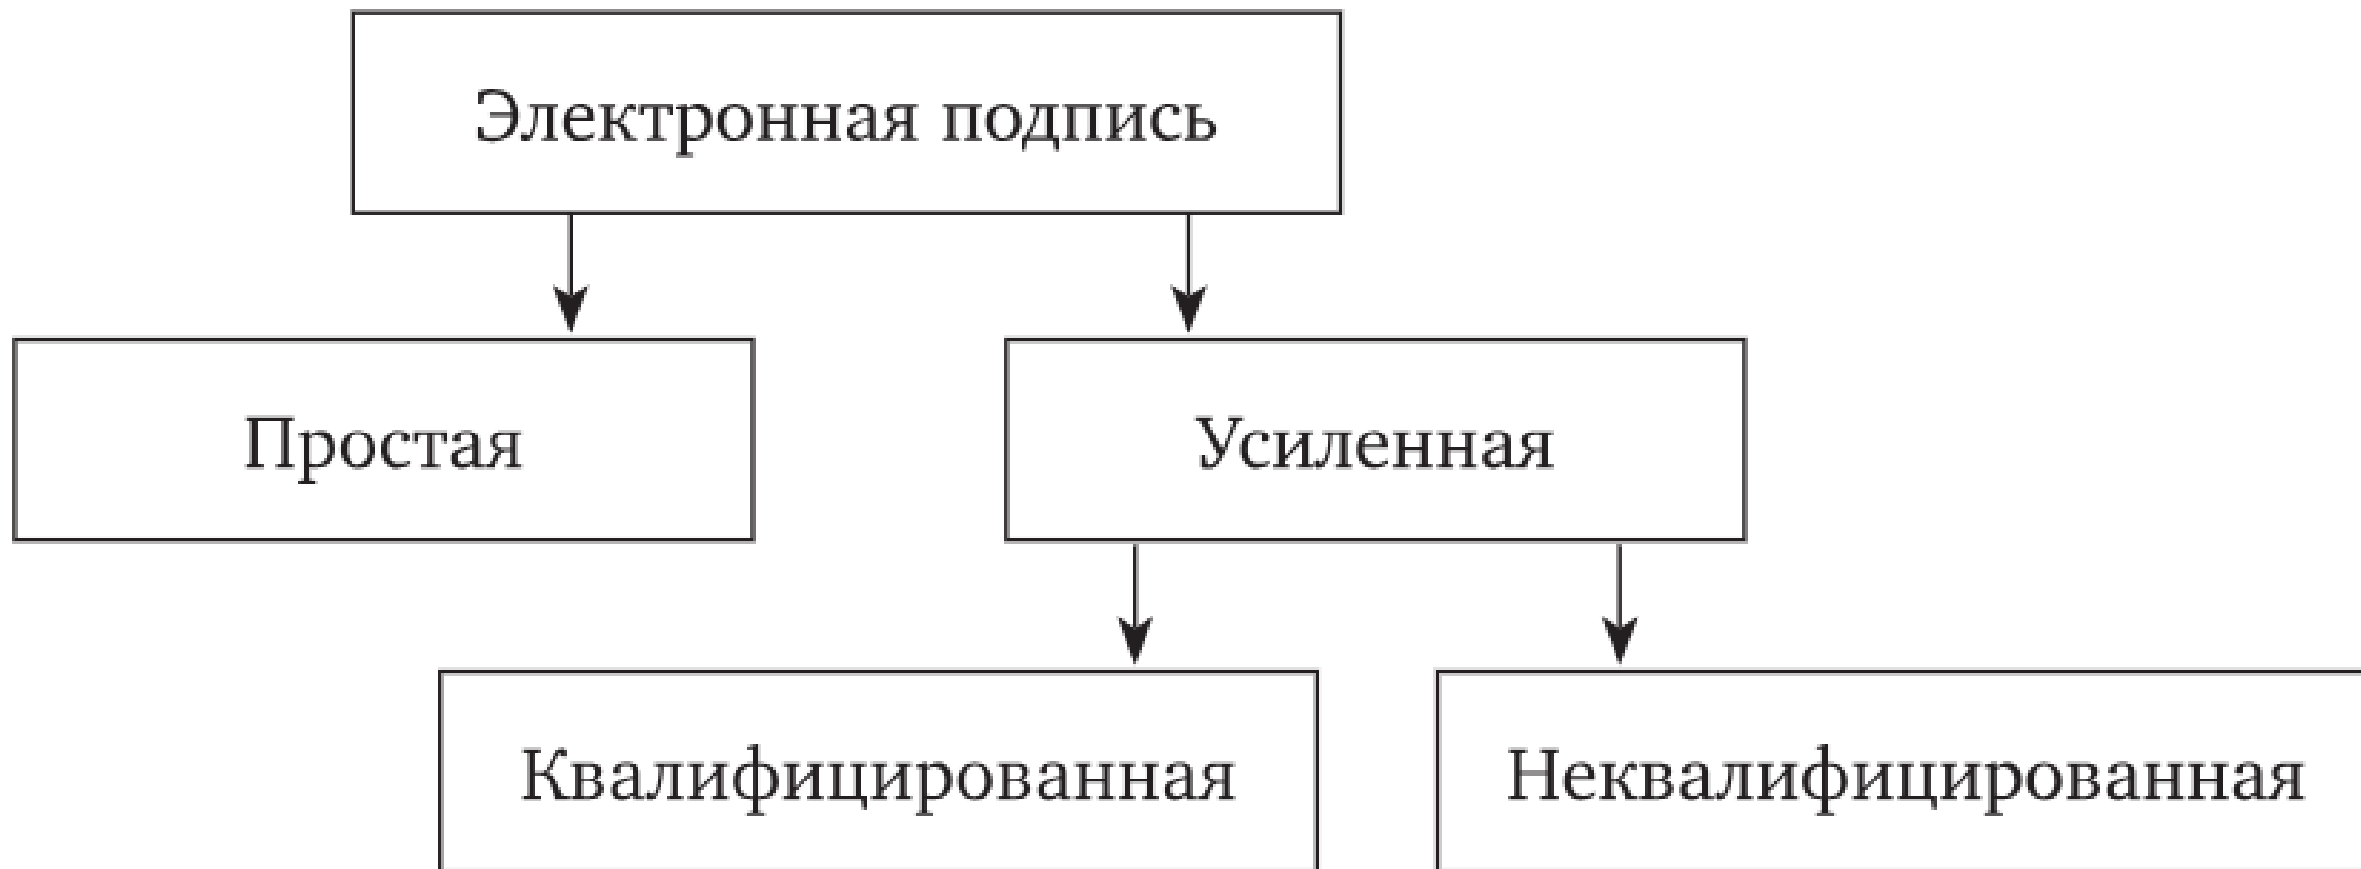 Электронная подпись
Простая
Усиленная
Квалифицированная
Неквалифицированная